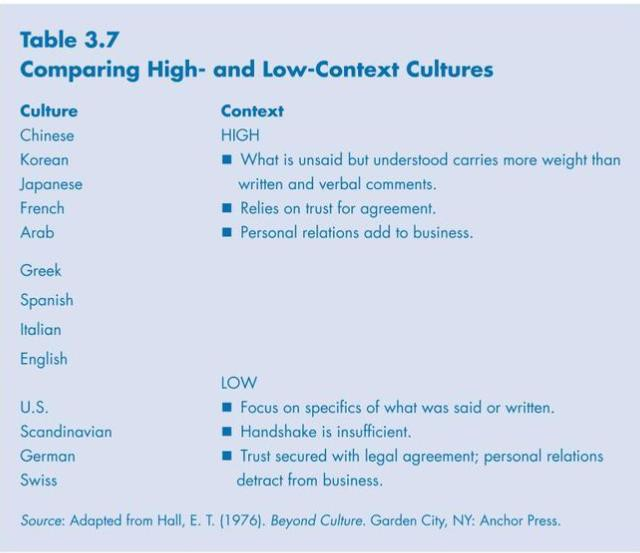 Table 3.7
Comparing High- and Low-Context Cultures
Culture Context
Chinese HIGH
Korean ■ What is unsaid but understood carries more weight than
Japanese written and verbal comments.
French ■ Relies on trust for agreement.
Arab ■ Personal relations add to business.
Greek
Spanish
Italian
English
LOW
U.S. ■ Focus on specifics of what was said or written.
Scandinavian ■ Handshake is insufficient.
German ■ Trust secured with legal agreement; personal relations
Swiss detract from business.
Source: Adapted from Hall, E. T. (1976). Beyond Culture. Garden City, NY: Anchor Press.